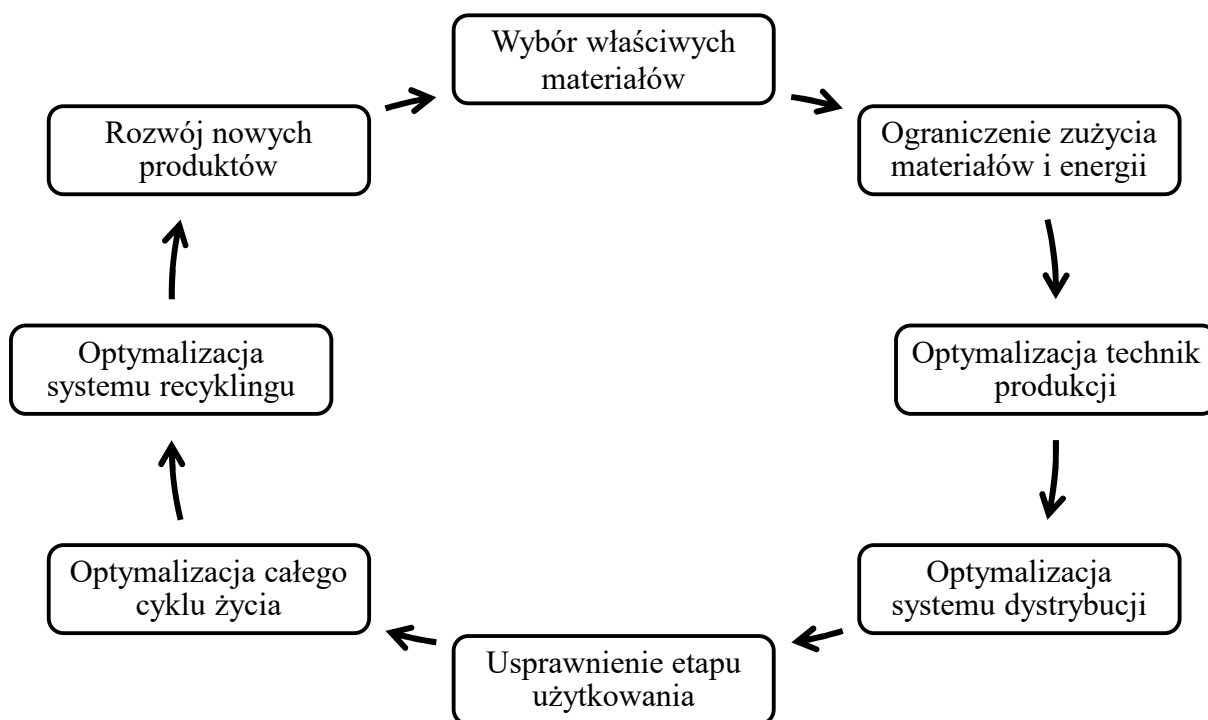 Wybór właściwych
materiałów
Ograniczenie zużycia
materiałów i energii
Optymalizacja technik
produkcji
Optymalizacja
systemu dystrybucji
Usprawnienie etapu
użytkowania
Optymalizacja całego
cyklu życia
Optymalizacja
systemu recyklingu
Rozwój nowych
produktów